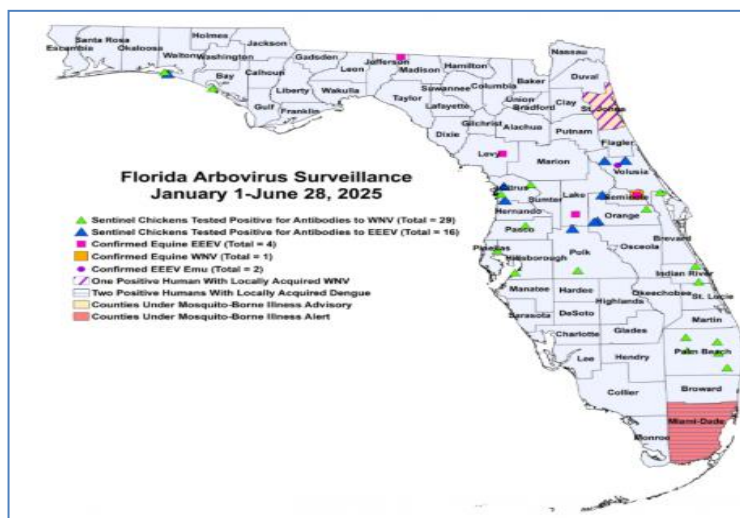 Holmes
Jackson
Santa Rosa
Escambia
Okaloosa
Walton
Washington
Gadsden
Jefferson
Madison
Hamilton
Nassau
Bay
Calhoun
Leon
Suwannee
Columbia
Baker
Duval
Liberty
Wakulla
Taylor
Lafayette
Union
Bradford
Clay
St. Johns
Gulf
Franklin
Gilchrist
Alachua
Putnam
Dixie
Flagler
Levy
Marion
Volusia
Florida Arbovirus Surveillance
January 1-June 28, 2025
Citrus
Sumter
Lake
Seminole
Hernando
Orange
Sentinel Chickens Tested Positive for Antibodies to WNV (Total = 29)
Sentinel Chickens Tested Positive for Antibodies to EEEV (Total = 16)
Confirmed Equine EEEV (Total = 4)
Confirmed Equine WNV (Total = 1)
Confirmed EEEV Emu (Total = 2)
One Positive Human With Locally Acquired WNV
Two Positive Humans With Locally Acquired Dengue
Counties Under Mosquito-Borne Illness Advisory
Counties Under Mosquito-Borne Illness Alert
Pasco
Pinellas
Hillsborough
Polk
Osceola
Brevard
Indian River
Manatee
Hardee
Okeechobee
St. Lucie
Highlands
Sarasota
DeSoto
Martin
Charlotte
Glades
Lee
Hendry
Palm Beach
Collier
Broward
Monroe
Miami-Dade